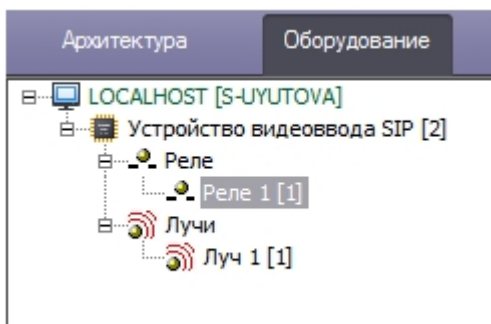 Архитектура Оборудование
LOCALHOST [S-UYUTOVA]
Устройство видеоввода SIP [2]
Реле
Реле 1 [1]
Лучи
Луч 1 [1]